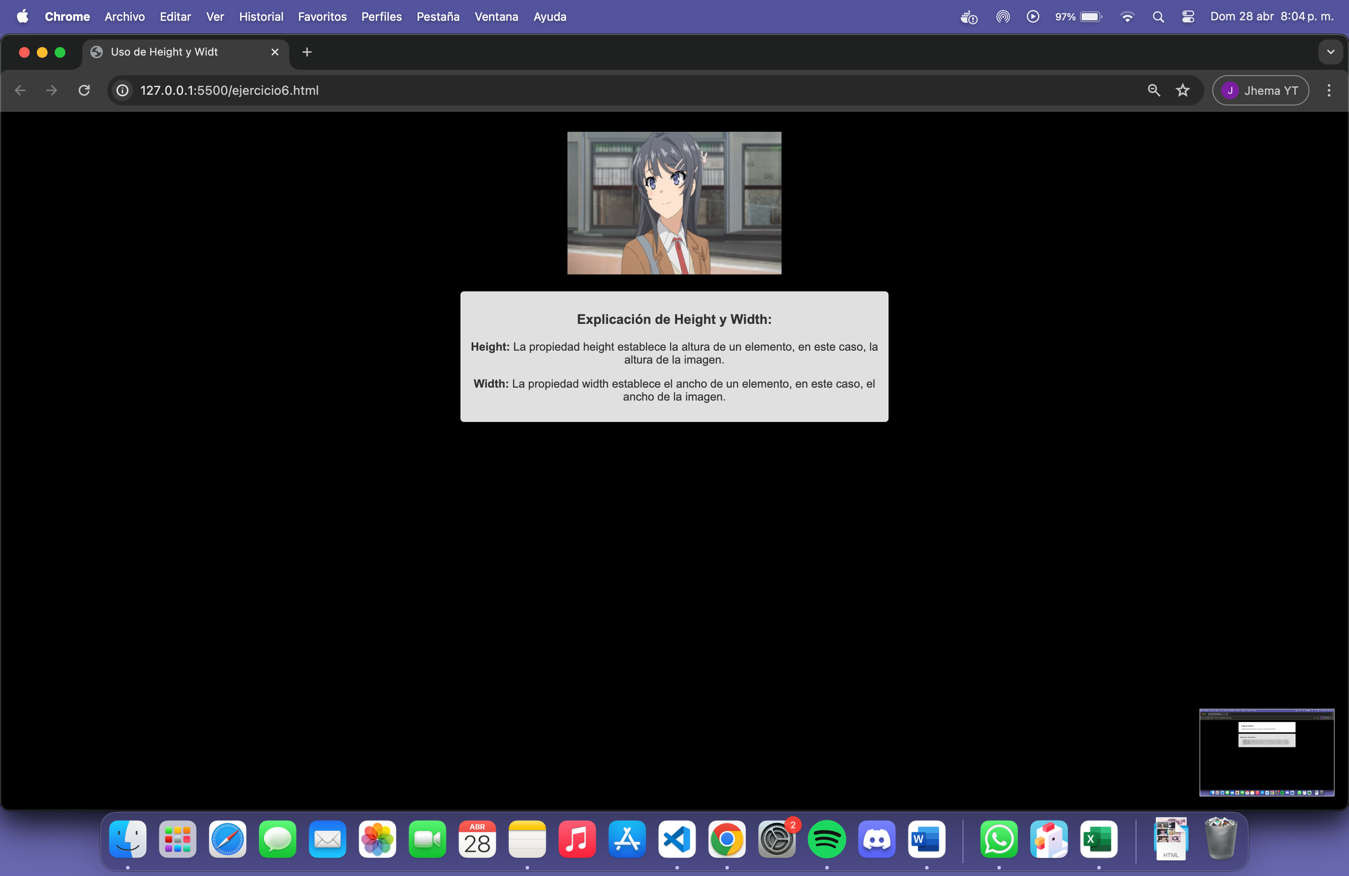 Chrome Archivo Editar Ver Historial Favoritos Perfiles Pestaña Ventana Ayuda 97% Dom 28 abr 8:04 p. m.
Uso de Height y Widt
127.0.0.1:5500/ejercicio6.html J Jhema YT
Explicación de Height y Width:
Height: La propiedad height establece la altura de un elemento, en este caso, la
altura de la imagen.
Width: La propiedad width establece el ancho de un elemento, en este caso, el
ancho de la imagen.
ABR
28
2
W
X
HTML